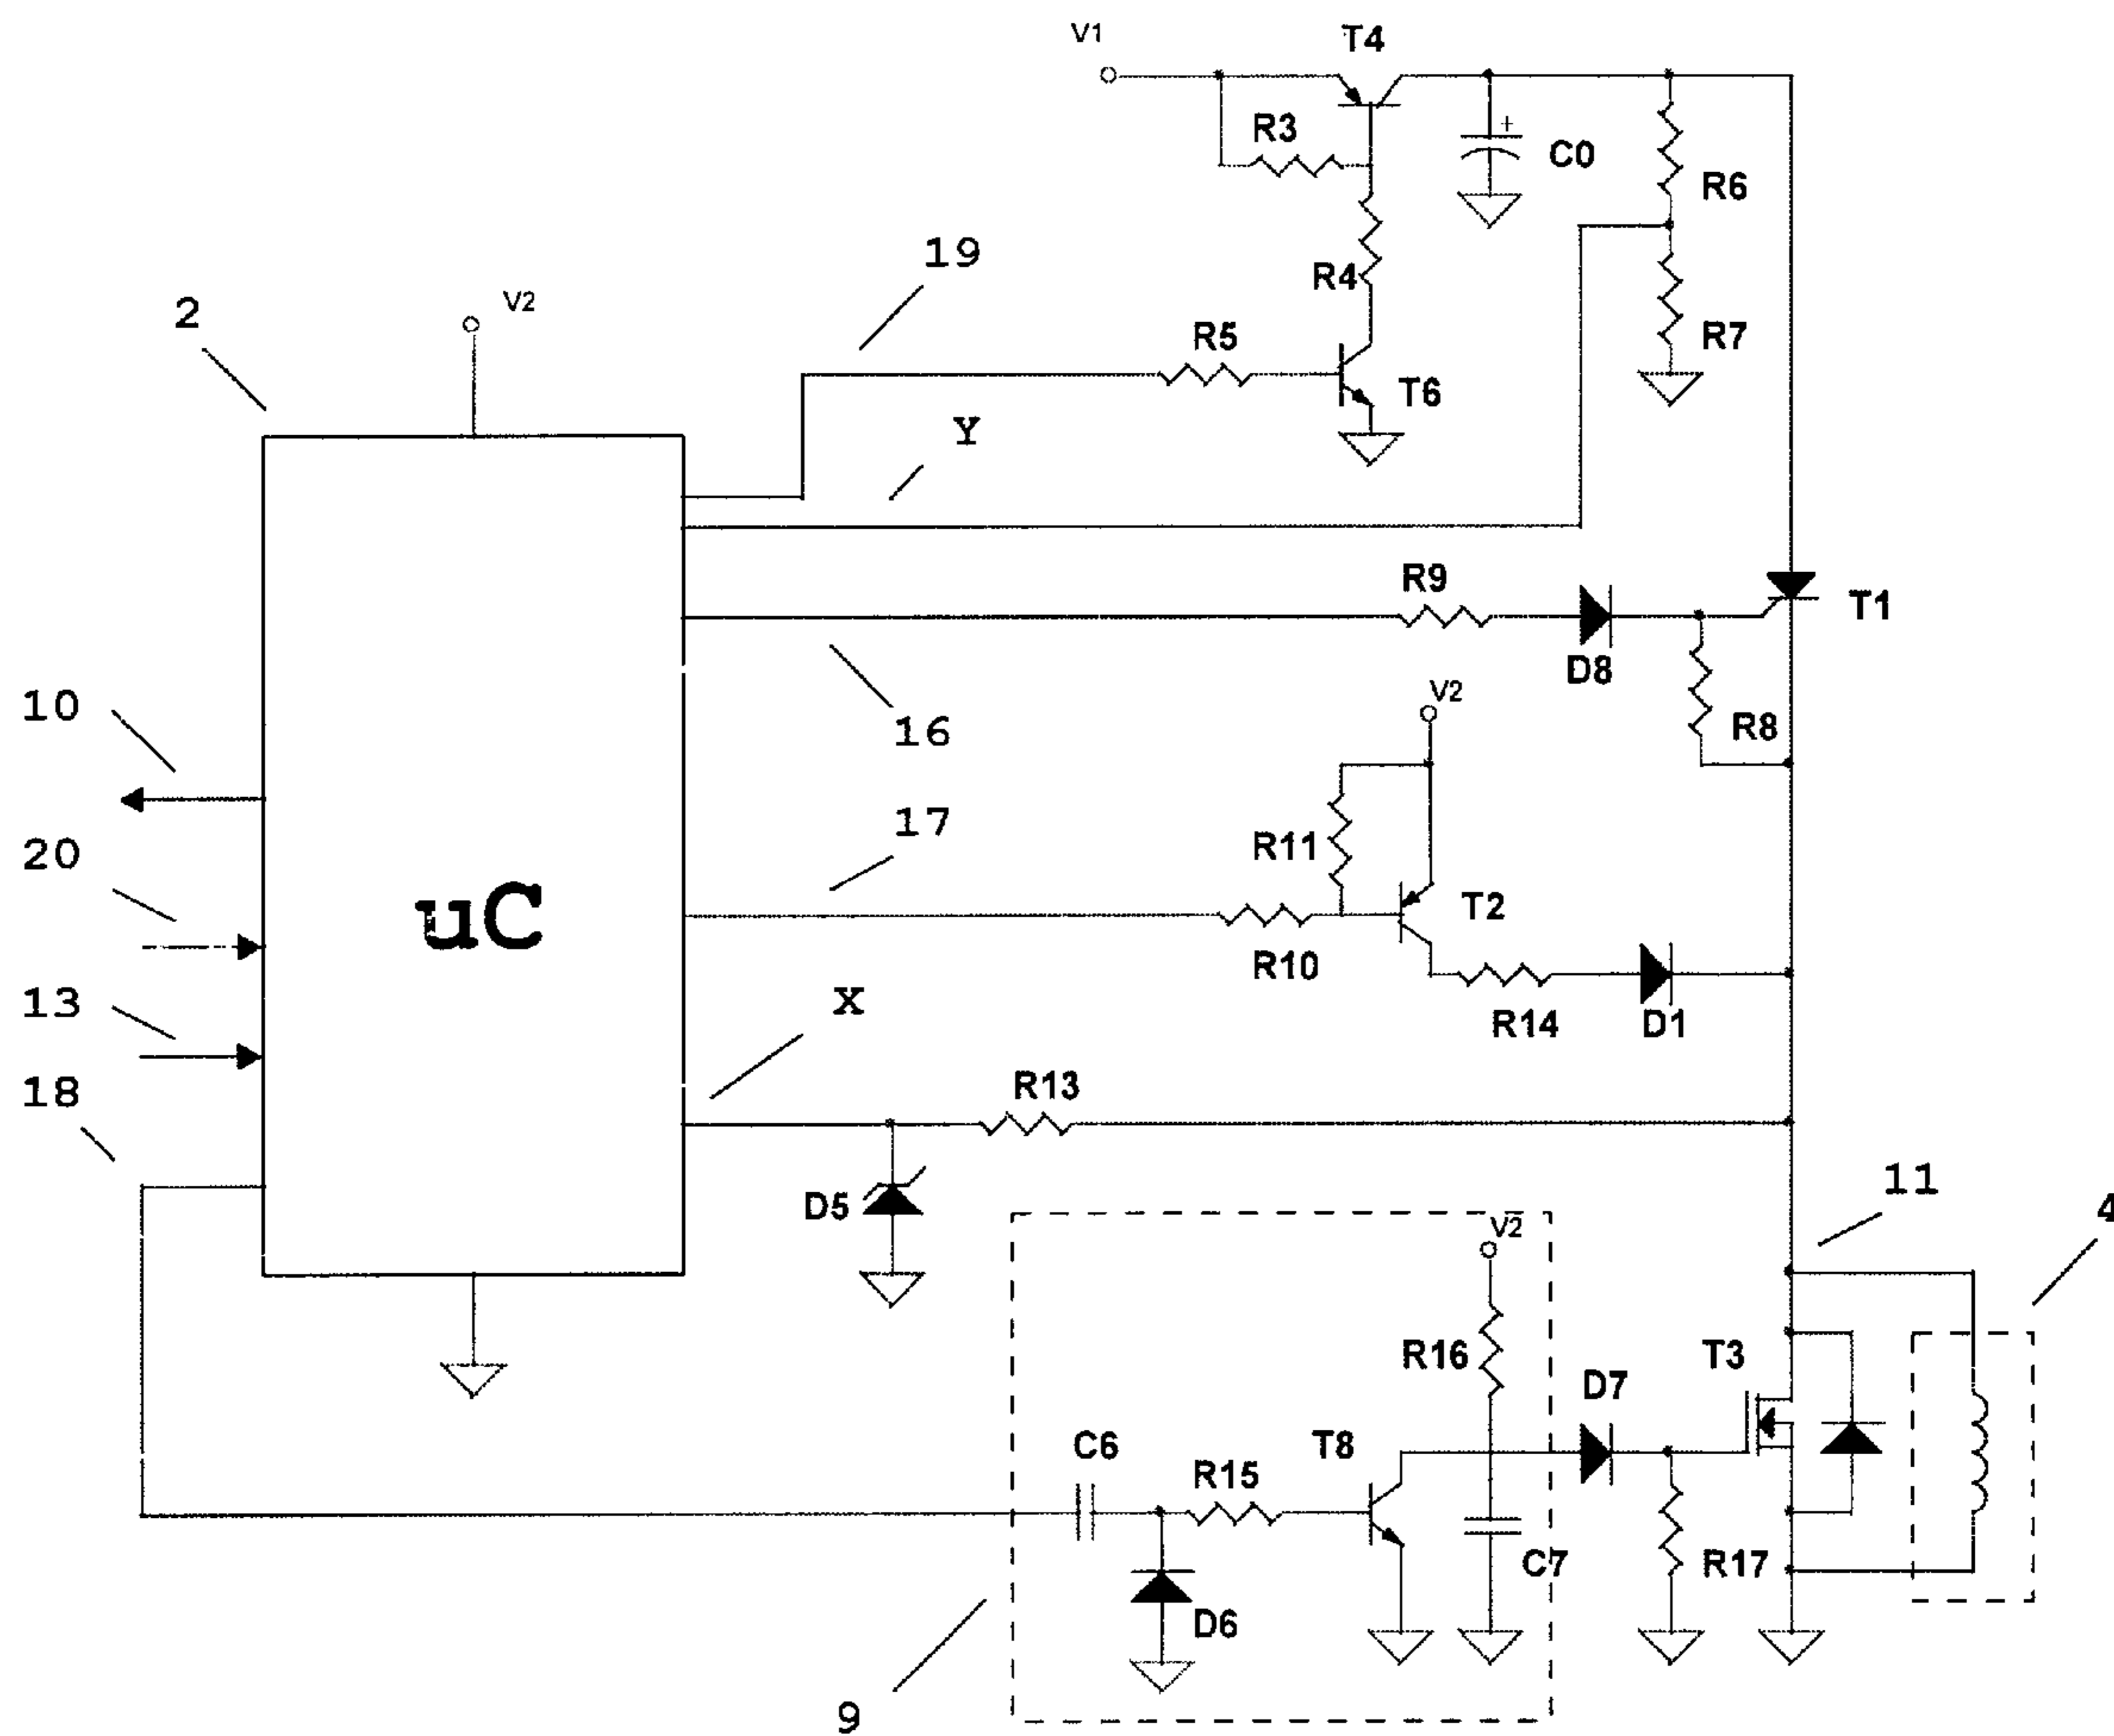 V1
T4
R3
C0
R6
19
R4
2
V2
R5
R7
T6
Y
R9
T1
D8
V2
10
16
R8
17
20
R11
T2
uC
R10
13
X
R14
D1
18
R13
11
4
D5
V2
R16
T3
D7
C6
T8
R15
C7
R17
D6
9